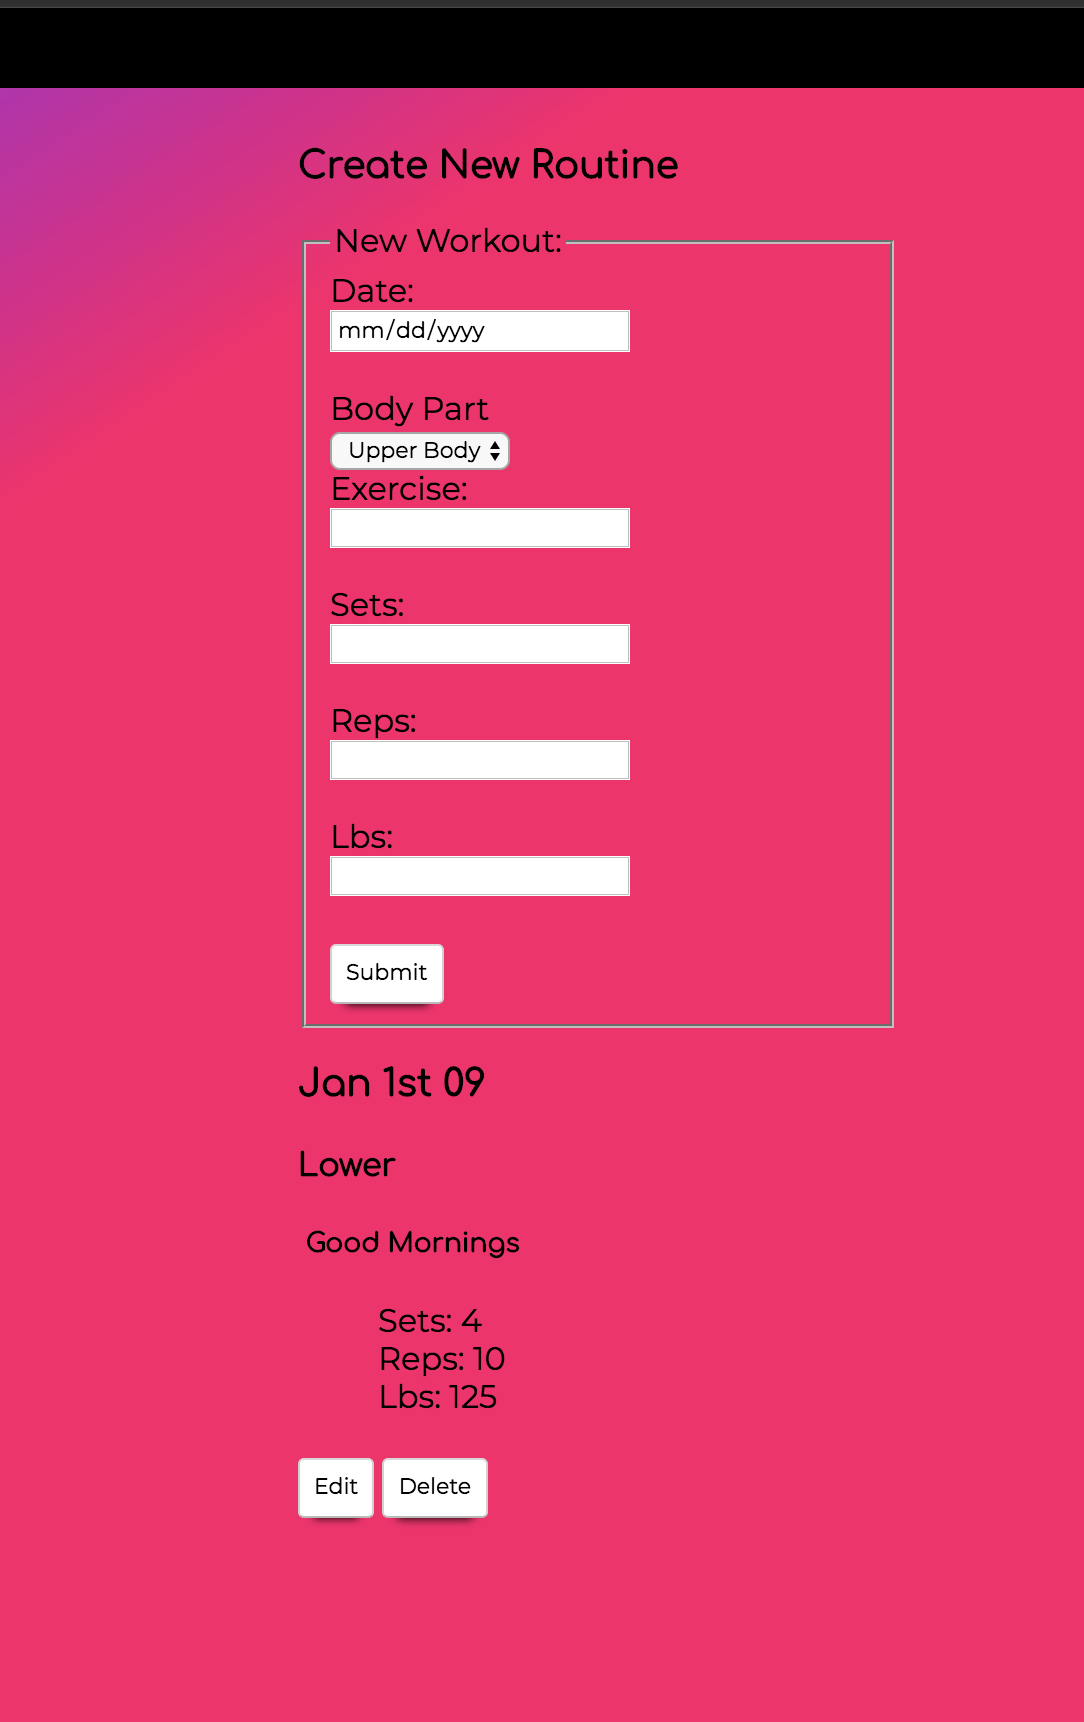 Create New Routine
New Workout:
Date:
mm/dd/yyyy
Body Part
Upper Body
Exercise:
Sets:
Reps:
Lbs:
Submit
Jan 1st 09
Lower
Good Mornings
Sets: 4
Reps: 10
Lbs: 125
Edit Delete